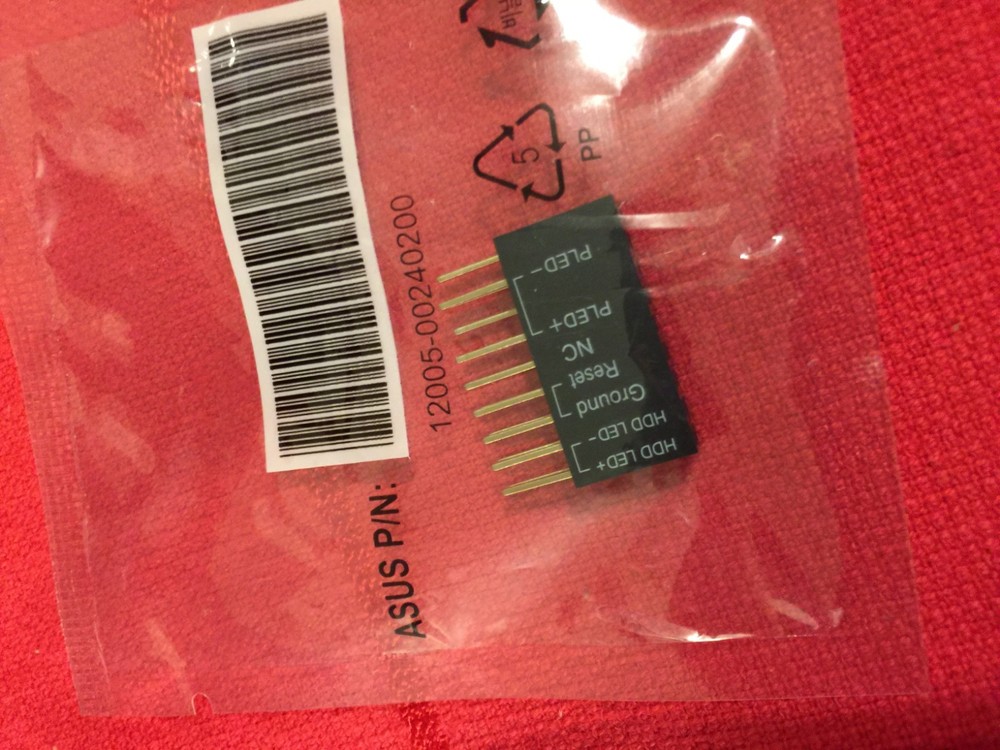 ASUS P/N:
12005-00240200
5
PP
HDD LED+
HDD LED-
Ground
Reset
NC
PLED+
PLED-